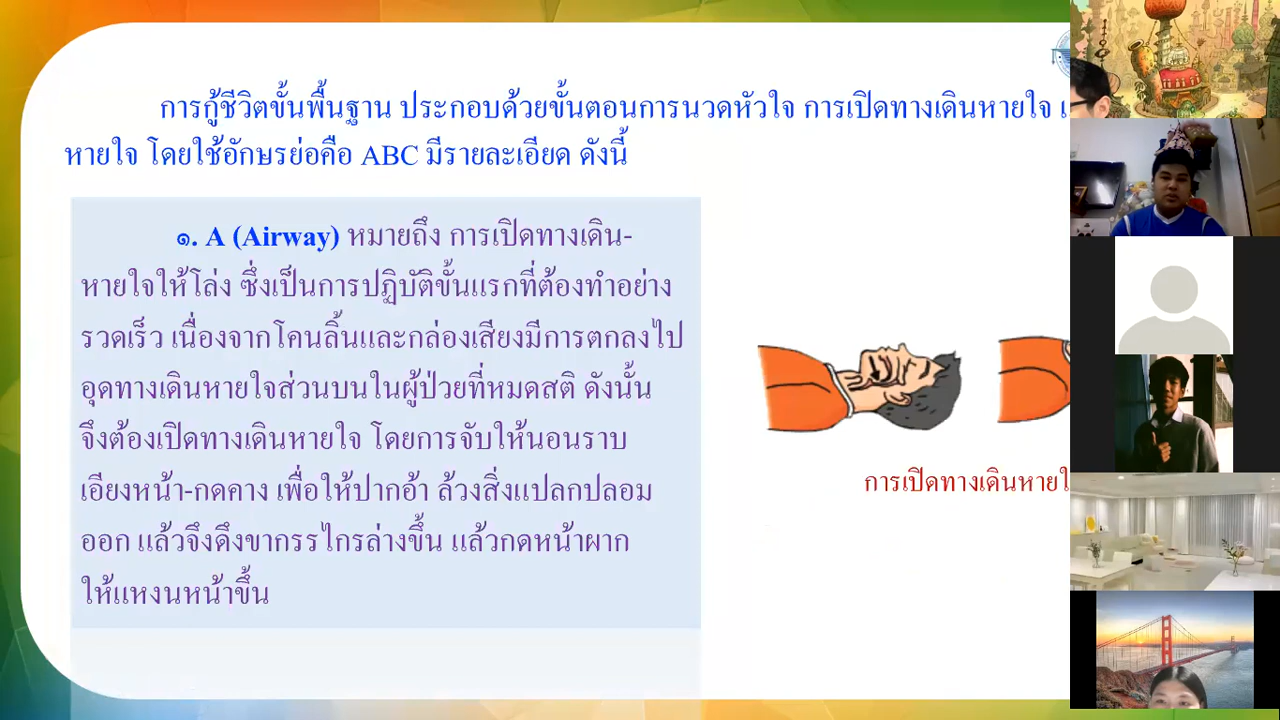 การกู้ชีวิตขั้นพื้นฐาน ประกอบด้วยขั้นตอนการนวดหัวใจ การเปิดทางเดินหายใจ
หายใจ โดยใช้อักษรย่อคือ ABC มีรายละเอียด ดังนี้
๑. A (Airway) หมายถึง การเปิดทางเดิน-
หายใจให้โล่ง ซึ่งเป็นการปฏิบัติขั้นแรกที่ต้องทำอย่าง
รวดเร็ว เนื่องจากโคนลิ้นและกล่องเสียงมีการตกลงไป
อุดทางเดินหายใจส่วนบนในผู้ป่วยที่หมดสติ ดังนั้น
จึงต้องเปิดทางเดินหายใจ โดยการจับให้นอนราบ
เอียงหน้า-กดคาง เพื่อให้ปากอ้า ล้วงสิ่งแปลกปลอม
ออก แล้วจึงดึงขากรรไกรล่างขึ้น แล้วกดหน้าผาก
ให้แหงนหน้าขึ้น
การเปิดทางเดินหายใ